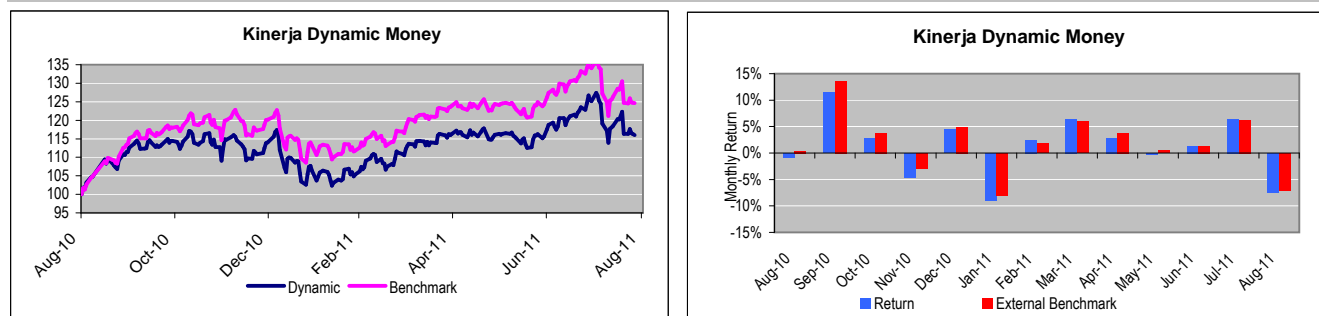 Kinerja Dynamic Money
135
130
125
120
115
110
105
100
95
Aug-10
Oct-10
Dec-10
Feb-11
Apr-11
Jun-11
Aug-11
Dynamic
Benchmark
Kinerja Dynamic Money
Monthly Return
15%
10%
5%
0%
-5%
-10%
-15%
Aug-10
Sep-10
Oct-10
Nov-10
Dec-10
Jan-11
Feb-11
Mar-11
Apr-11
May-11
Jun-11
Jul-11
Aug-11
Return
External Benchmark